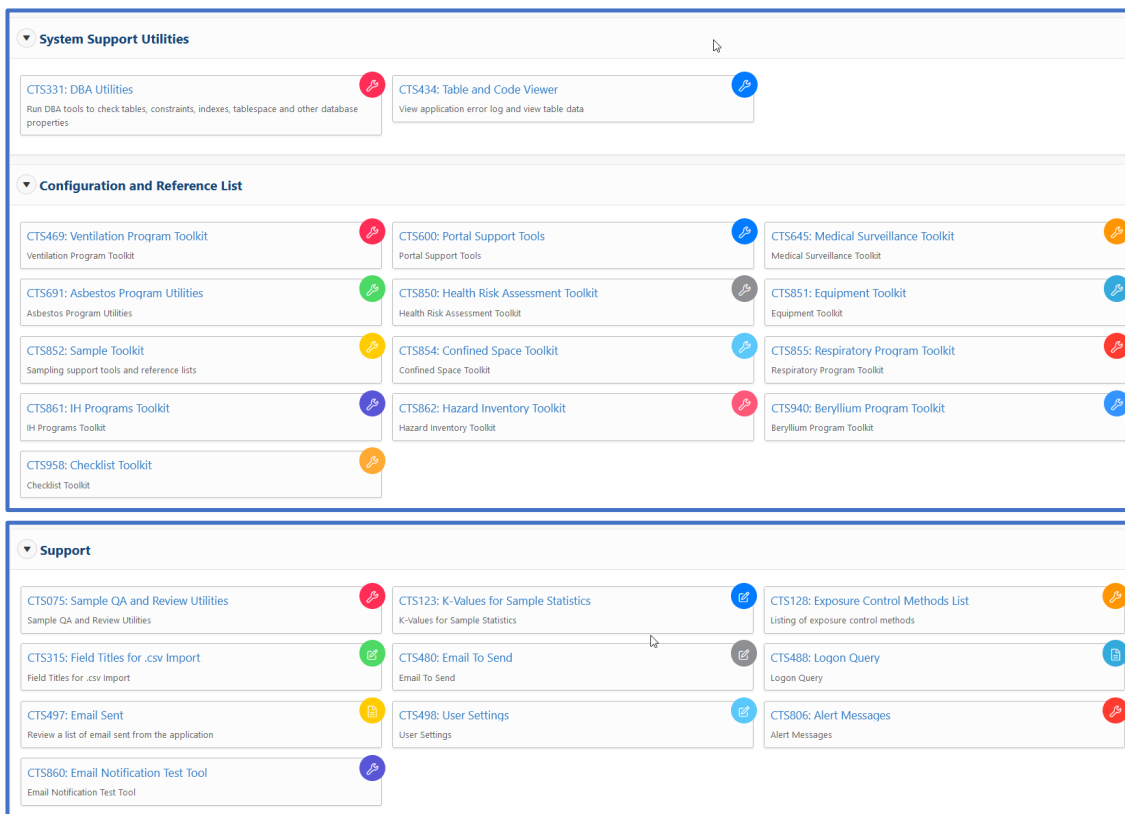 System Support Utilities
CTS331: DBA Utilities
Run DBA tools to check tables, constraints, indexes, tablespace and other database
properties
CTS434: Table and Code Viewer
View application error log and view table data
Configuration and Reference List
CTS469: Ventilation Program Toolkit
Ventilation Program Toolkit
CTS600: Portal Support Tools
Portal Support Tools
CTS645: Medical Surveillance Toolkit
Medical Surveillance Toolkit
CTS691: Asbestos Program Utilities
Asbestos Program Utilities
CTS850: Health Risk Assessment Toolkit
Health Risk Assessment Toolkit
CTS851: Equipment Toolkit
Equipment Toolkit
CTS852: Sample Toolkit
Sampling support tools and reference lists
CTS854: Confined Space Toolkit
Confined Space Toolkit
CTS855: Respiratory Program Toolkit
Respiratory Program Toolkit
CTS861: IH Programs Toolkit
IH Programs Toolkit
CTS862: Hazard Inventory Toolkit
Hazard Inventory Toolkit
CTS940: Beryllium Program Toolkit
Beryllium Program Toolkit
CTS958: Checklist Toolkit
Checklist Toolkit
Support
CTS075: Sample QA and Review Utilities
Sample QA and Review Utilities
CTS123: K-Values for Sample Statistics
K-Values for Sample Statistics
CTS128: Exposure Control Methods List
Listing of exposure control methods
CTS315: Field Titles for .csv Import
Field Titles for .csv Import
CTS480: Email To Send
Email To Send
CTS488: Logon Query
Logon Query
CTS497: Email Sent
Review a list of email sent from the application
CTS498: User Settings
User Settings
CTS806: Alert Messages
Alert Messages
CTS860: Email Notification Test Tool
Email Notification Test Tool